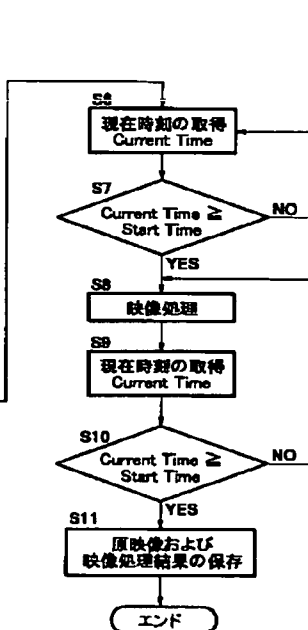 S6
現在時刻の取得
Current Time
S7
Current Time ≧
Start Time
NO
YES
S8
映像処理
S9
現在時刻の取得
Current Time
S10
Current Time ≧
Start Time
NO
YES
S11
原映像および
映像処理結果の保存
エンド